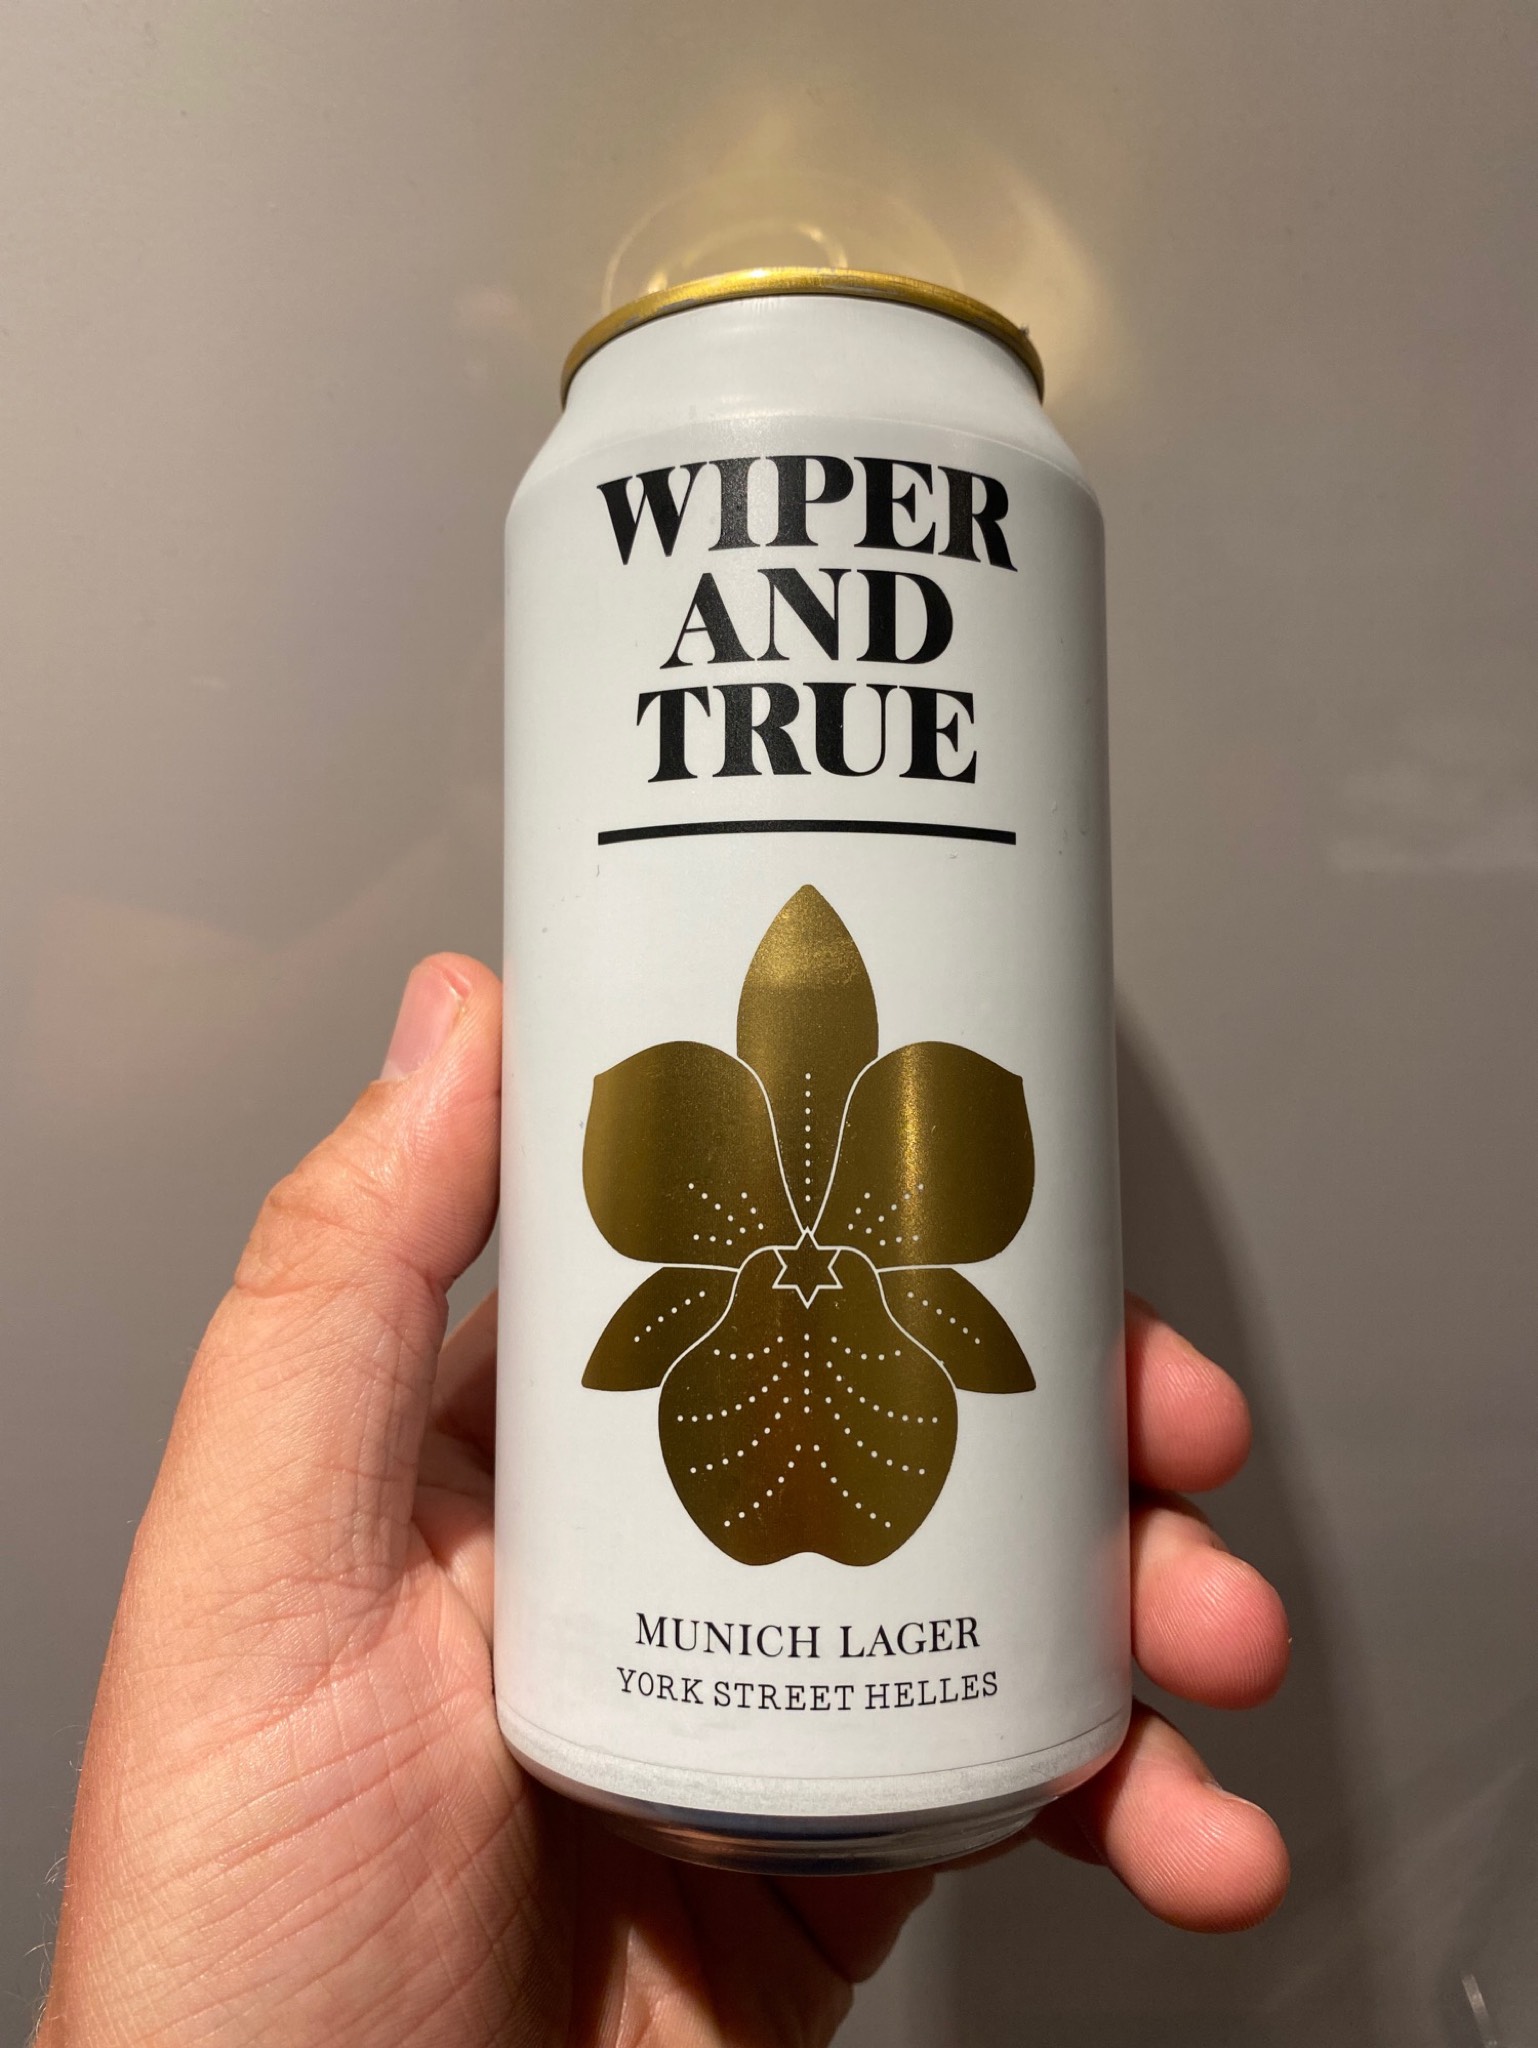 WIPER
AND
TRUE
MUNICH LAGER
YORK STREET HELLES